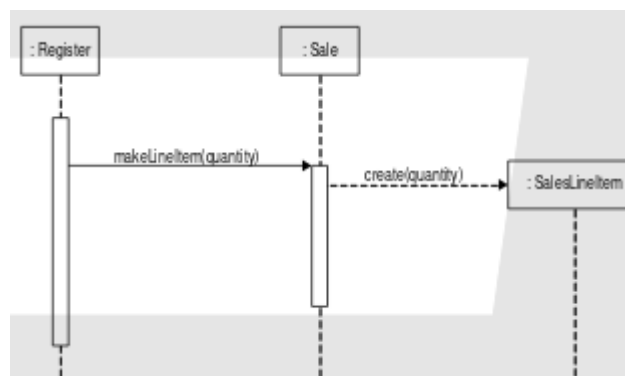 : Register
: Sale
makeLineItem(quantity)
create(quantity)
: SalesLineItem